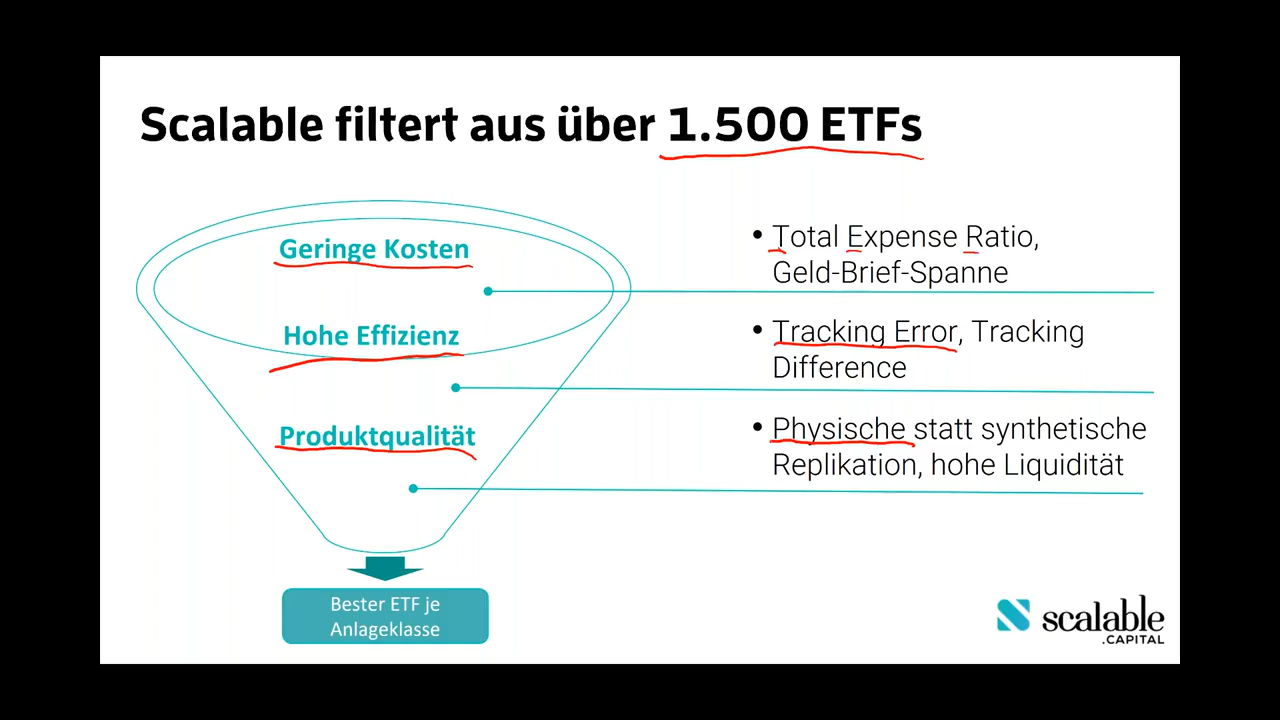 Scalable filtert aus über 1.500 ETFs
Geringe Kosten
• Total Expense Ratio,
Geld-Brief-Spanne
Hohe Effizienz
• Tracking Error, Tracking
Difference
Produktqualität
• Physische statt synthetische
Replikation, hohe Liquidität
Bester ETF je
Anlageklasse
scalable
.CAPITAL